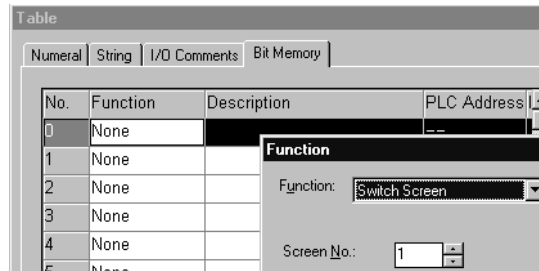 Table
Numeral String I/O Comments Bit Memory
No. Function Description PLC Address
0 None --
Function
1 None
Function: Switch Screen
2 None
3 None
4 None
Screen No.: 1
None